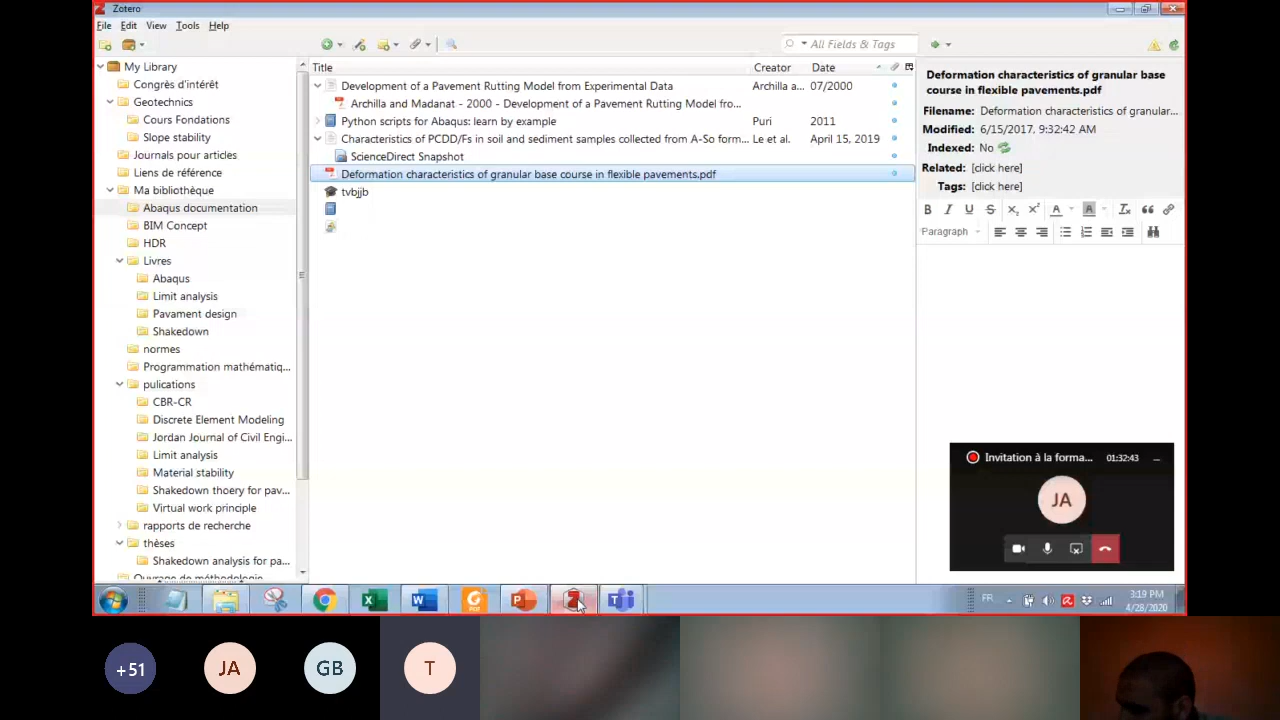 Zotero
File Edit View Tools Help
All Fields & Tags
My Library
Congrès d'intérêt
Geotechnics
Cours Fondations
Slope stability
Journals pour articles
Liens de référence
Ma bibliothèque
Abaqus documentation
BIM Concept
HDR
Livres
Abaqus
Limit analysis
Pavament design
Shakedown
normes
Programmation mathématiq...
pulications
CBR-CR
Discrete Element Modeling
Jordan Journal of Civil Engi...
Limit analysis
Material stability
Shakedown thoery for pav...
Virtual work principle
rapports de recherche
thèses
Shakedown analysis for pa...
Ouvrage de méthodologie
Title Creator Date
Development of a Pavement Rutting Model from Experimental Data Archilla a... 07/2000
Archilla and Madanat - 2000 - Development of a Pavement Rutting Model fro...
Python scripts for Abaqus: learn by example Puri 2011
Characteristics of PCDD/Fs in soil and sediment samples collected from A-So form... Le et al. April 15, 2019
ScienceDirect Snapshot
Deformation characteristics of granular base course in flexible pavements.pdf
tvbjjb
Deformation characteristics of granular base
course in flexible pavements.pdf
Filename: Deformation characteristics of granular...
Modified: 6/15/2017, 9:32:42 AM
Indexed: No
Related: [click here]
Tags: [click here]
B I U S X₂ X² A A Tx
Paragraph
Invitation à la forma... 01:32:43
JA
FR
3:19 PM
4/28/2020
+51 JA GB T